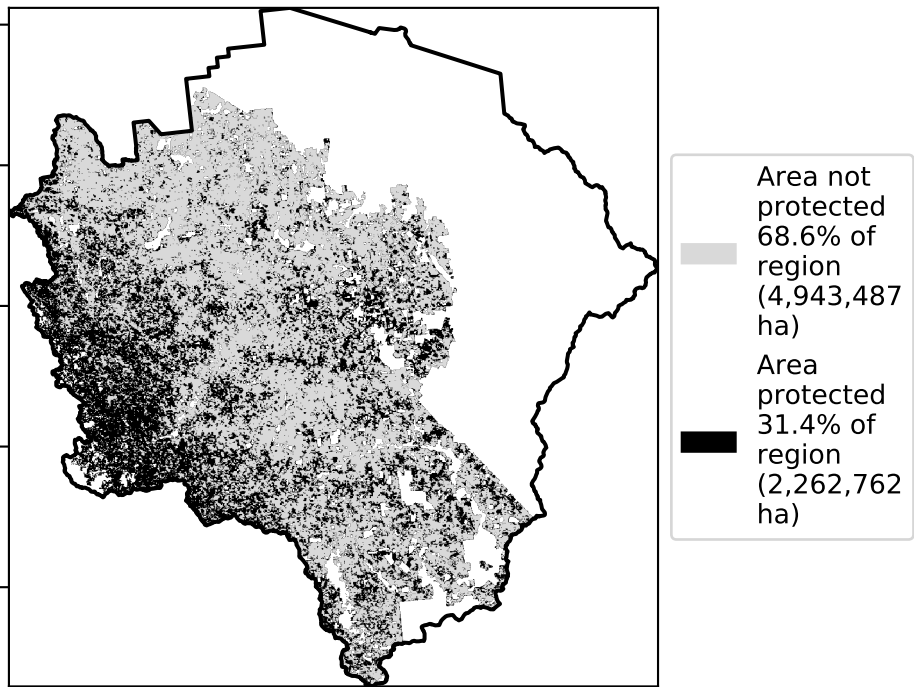 Area not
protected
68.6% of
region
(4,943,487
ha)
Area
protected
31.4% of
region
(2,262,762
ha)